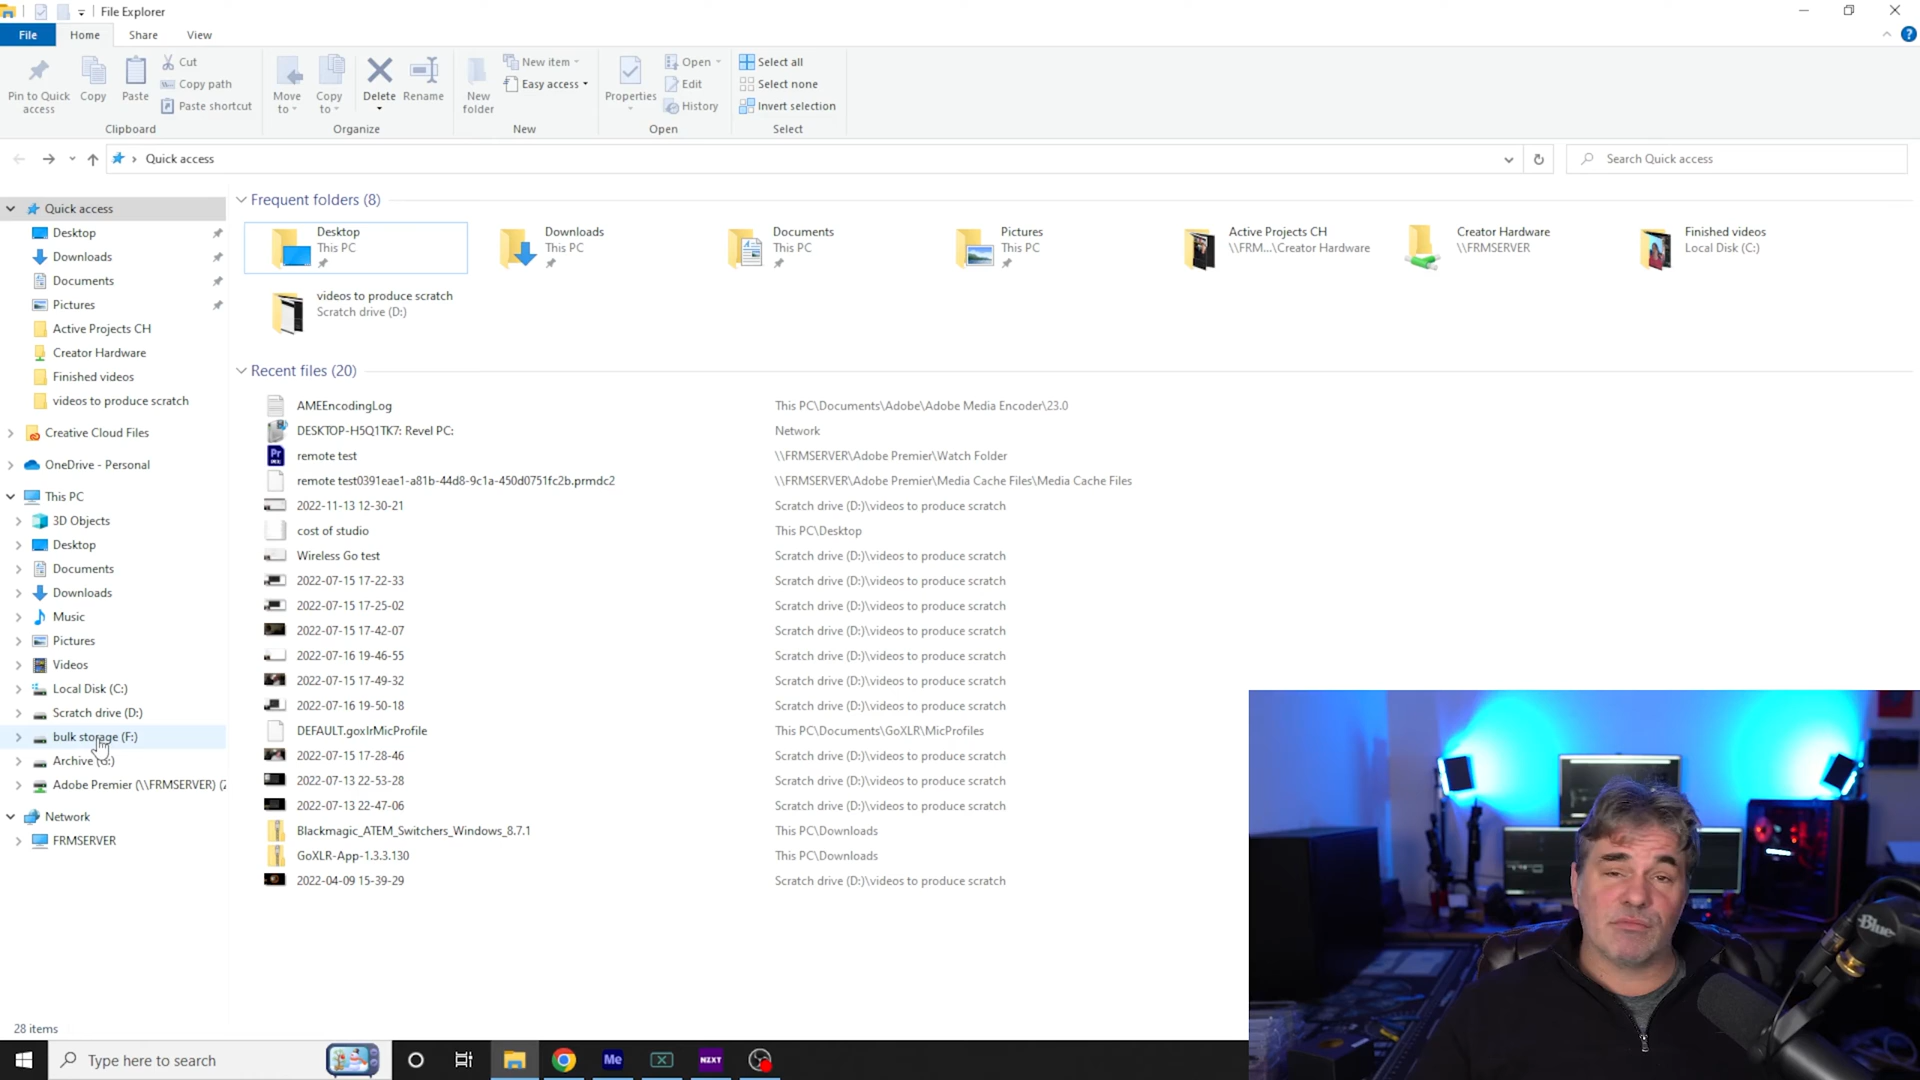 File Explorer
File Home Share View
Pin to Quick access
Copy
Paste
Cut
Copy path
Paste shortcut
Clipboard
Move to
Copy to
Delete
Rename
Organize
New folder
New item
Easy access
New
Properties
Open
Edit
History
Open
Select all
Select none
Invert selection
Select
Quick access
Search Quick access
Quick access
Desktop
Downloads
Documents
Pictures
Active Projects CH
Creator Hardware
Finished videos
videos to produce scratch
Creative Cloud Files
OneDrive - Personal
This PC
3D Objects
Desktop
Documents
Downloads
Music
Pictures
Videos
Local Disk (C:)
Scratch drive (D:)
bulk storage (F:)
Archive
Adobe Premier (\\FRMSERVER) (Z
Network
FRMSERVER
Frequent folders (8)
Desktop
This PC
Downloads
This PC
Documents
This PC
Pictures
This PC
Active Projects CH
\\FRM...\Creator Hardware
Creator Hardware
\\FRMSERVER
Finished videos
Local Disk (C:)
videos to produce scratch
Scratch drive (D:)
Recent files (20)
AMEEncodingLog This PC\Documents\Adobe\Adobe Media Encoder\23.0
DESKTOP-H5Q1TK7: Revel PC: Network
remote test \\FRMSERVER\Adobe Premier\Watch Folder
remote test0391eae1-a81b-44d8-9c1a-450d0751fc2b.prmdc2 \\FRMSERVER\Adobe Premier\Media Cache Files\Media Cache Files
2022-11-13 12-30-21 Scratch drive (D:)\videos to produce scratch
cost of studio This PC\Desktop
Wireless Go test Scratch drive (D:)\videos to produce scratch
2022-07-15 17-22-33 Scratch drive (D:)\videos to produce scratch
2022-07-15 17-25-02 Scratch drive (D:)\videos to produce scratch
2022-07-15 17-42-07 Scratch drive (D:)\videos to produce scratch
2022-07-16 19-46-55 Scratch drive (D:)\videos to produce scratch
2022-07-15 17-49-32 Scratch drive (D:)\videos to produce scratch
2022-07-16 19-50-18 Scratch drive (D:)\videos to produce scratch
DEFAULT.goxlrMicProfile This PC\Documents\GoXLR\MicProfiles
2022-07-15 17-28-46 Scratch drive (D:)\videos to produce scratch
2022-07-13 22-53-28 Scratch drive (D:)\videos to produce scratch
2022-07-13 22-47-06 Scratch drive (D:)\videos to produce scratch
Blackmagic_ATEM_Switchers_Windows_8.7.1 This PC\Downloads
GoXLR-App-1.3.3.130 This PC\Downloads
2022-04-09 15-39-29 Scratch drive (D:)\videos to produce scratch
Blue
28 items
Type here to search
Me
NZXT